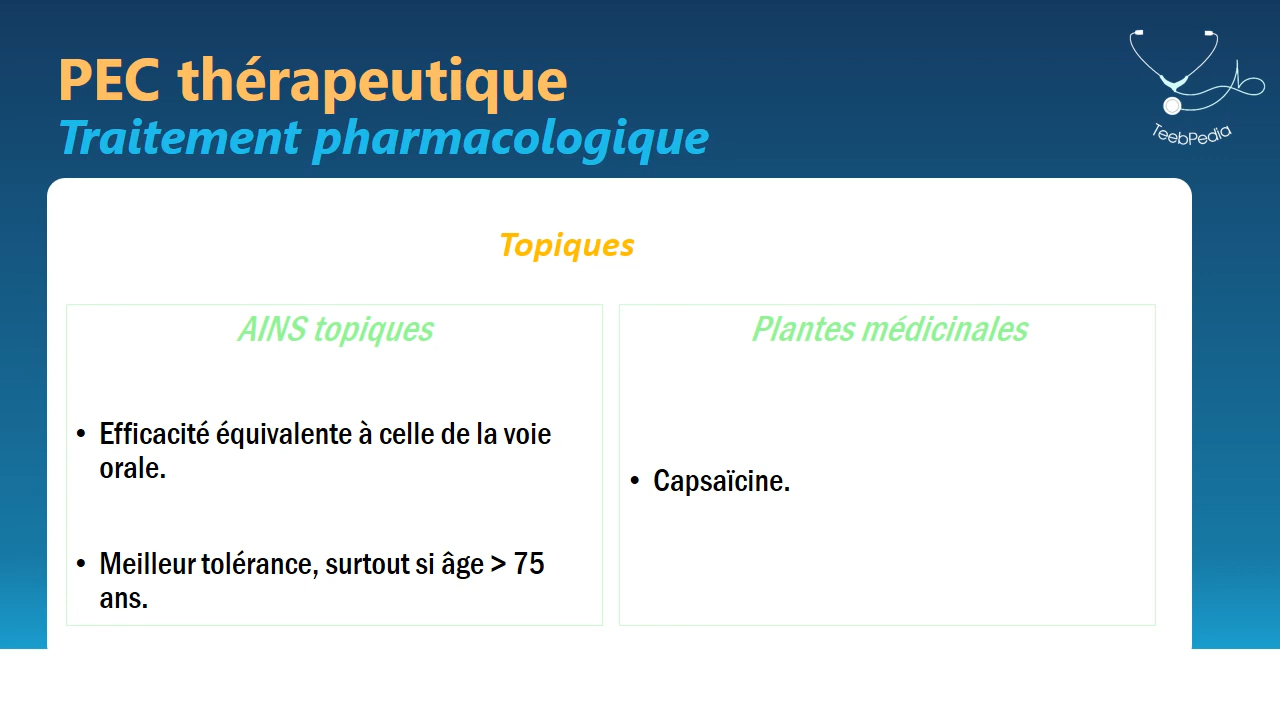 PEC thérapeutique
Traitement pharmacologique
TeebPedia
Topiques
AINS topiques
• Efficacité équivalente à celle de la voie
orale.
• Meilleur tolérance, surtout si âge > 75
ans.
Plantes médicinales
• Capsaïcine.